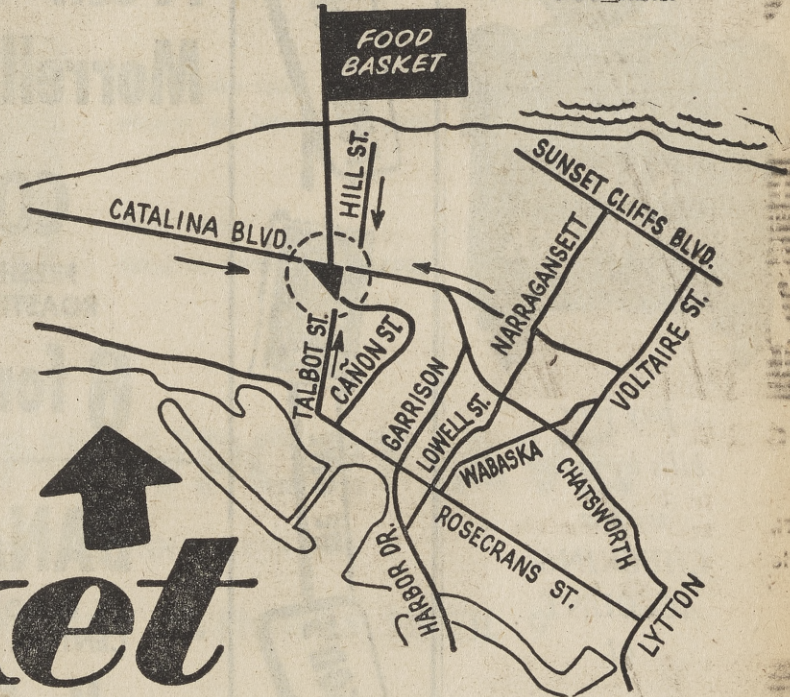 FOOD
BASKET
HILL ST.
SUNSET CLIFFS BLVD.
CATALINA BLVD.
NARRAGANSETT
VOLTAIRE ST.
TALBOT ST.
CAÑON ST
GARRISON
LOWELL ST.
WABASKA
CHATSWORTH
ROSECRANS ST.
HARBOR DR.
LYTTON
ket